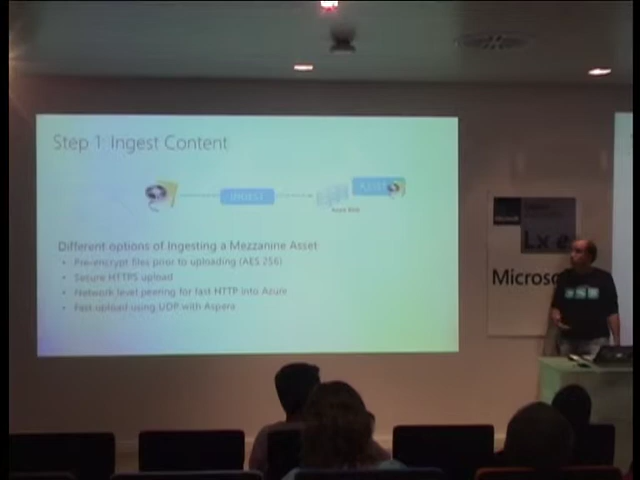 Step 1 Ingest Content
INGEST
ASSET
Azure Blob
Different options of Ingesting a Mezzanine Asset
• Pre-encrypt files prior to uploading (AES 256)
• Secure HTTPS upload
• Network level peering for fast HTTP into Azure
• Fast upload using UDP with Aspera
Lx e
Microso